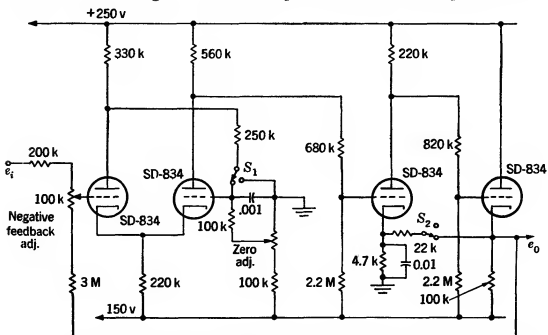 +250 v
330 k
560 k
220 k
200 k
e_i
250 k
S_1
680 k
820 k
SD-834
SD-834
SD-834
SD-834
100 k
Negative
feedback
adj.
.001
100 k
Zero
adj.
S_2
e_0
22 k
4.7 k
0.01
3 M
220 k
100 k
2.2 M
2.2 M
100 k
150 v